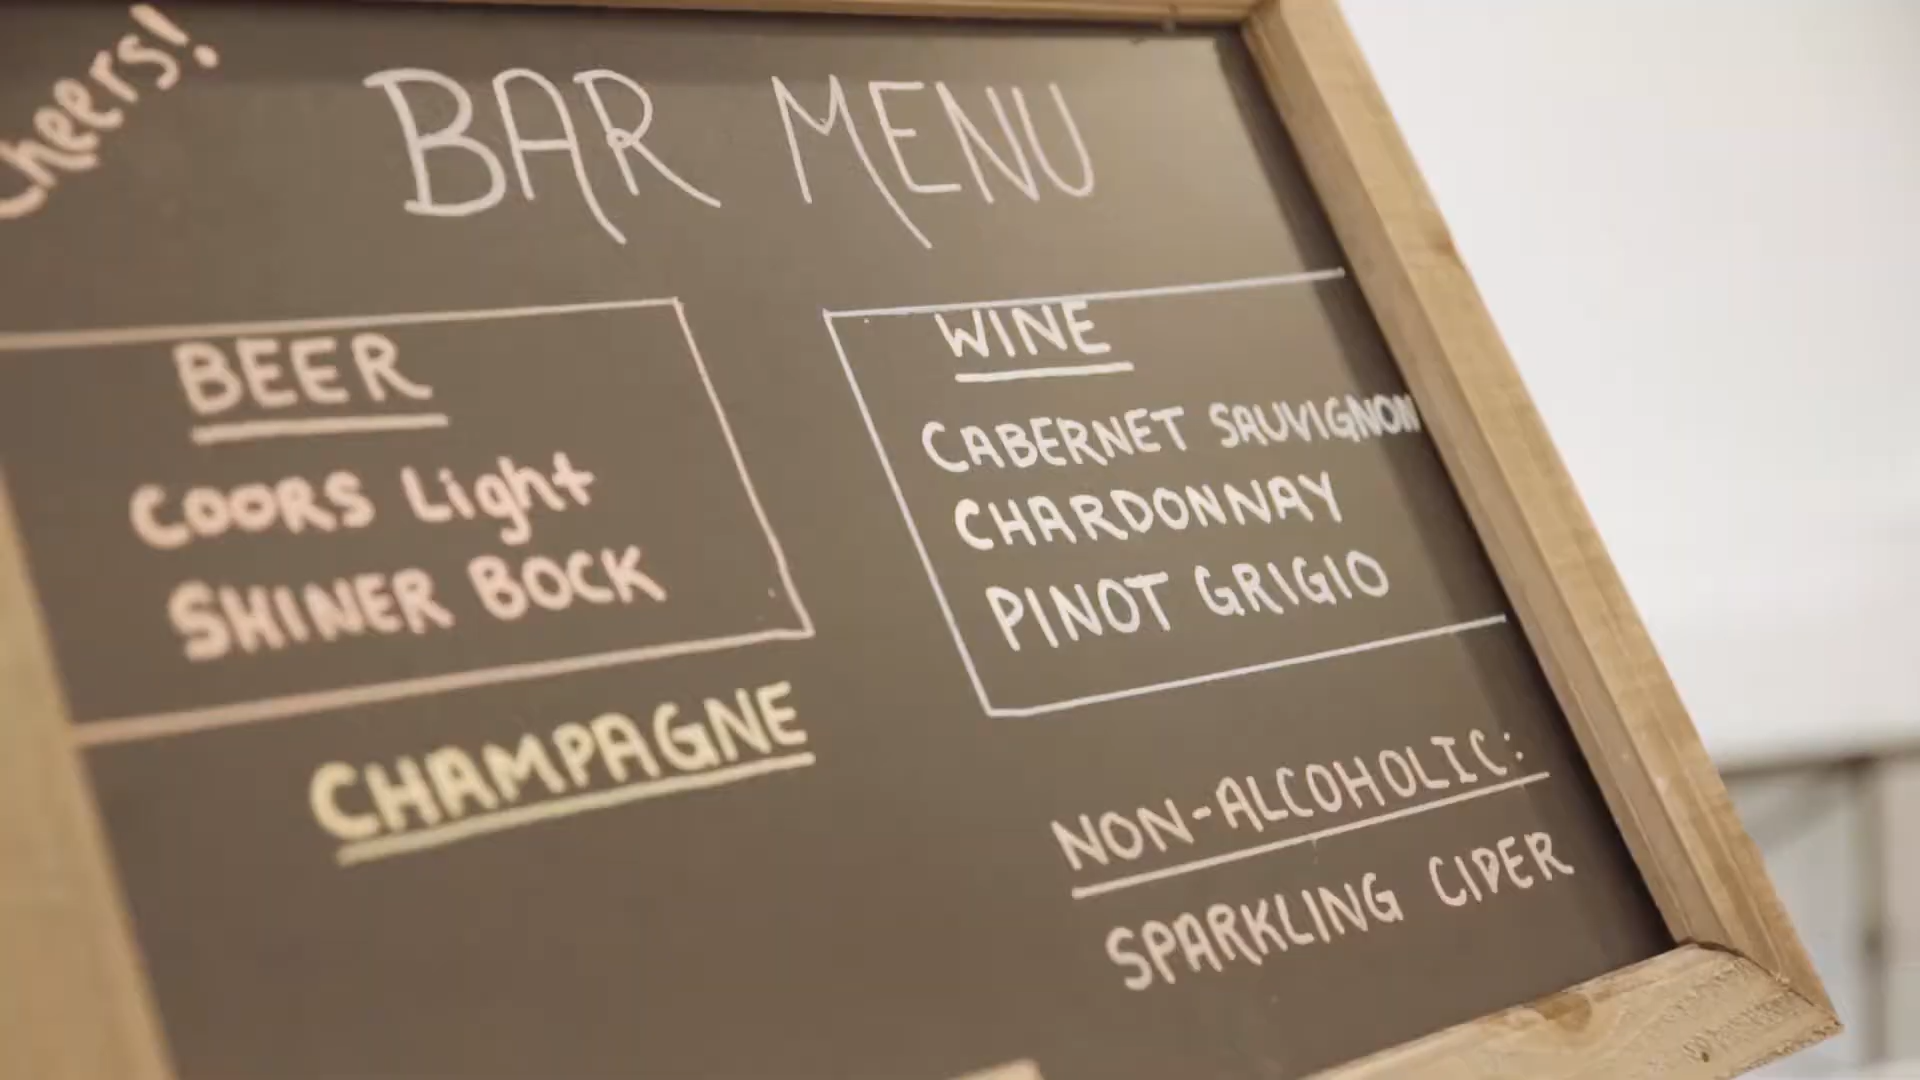 Cheers!
BAR MENU
BEER
COORS Light
SHINER BOCK
CHAMPAGNE
WINE
CABERNET SAUVIGNON
CHARDONNAY
PINOT GRIGIO
NON-ALCOHOLIC:
SPARKLING CIDER